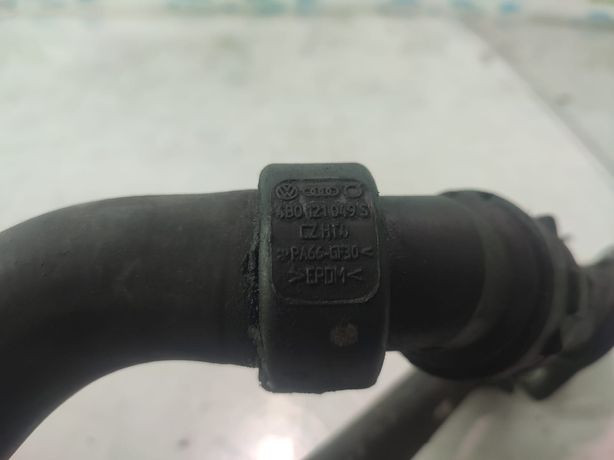 4B0 121 049 S
CZ HT
>PA66-GF30<
>EPDM<